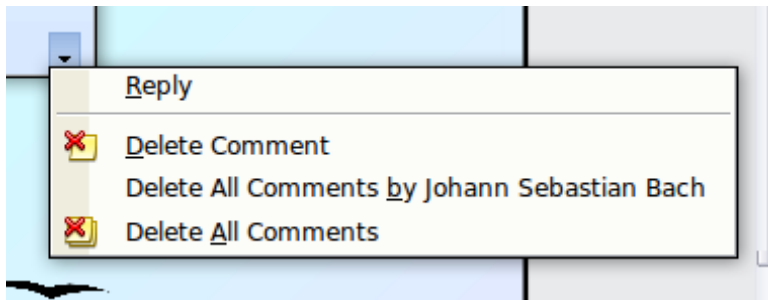 Reply
Delete Comment
Delete All Comments by Johann Sebastian Bach
Delete All Comments